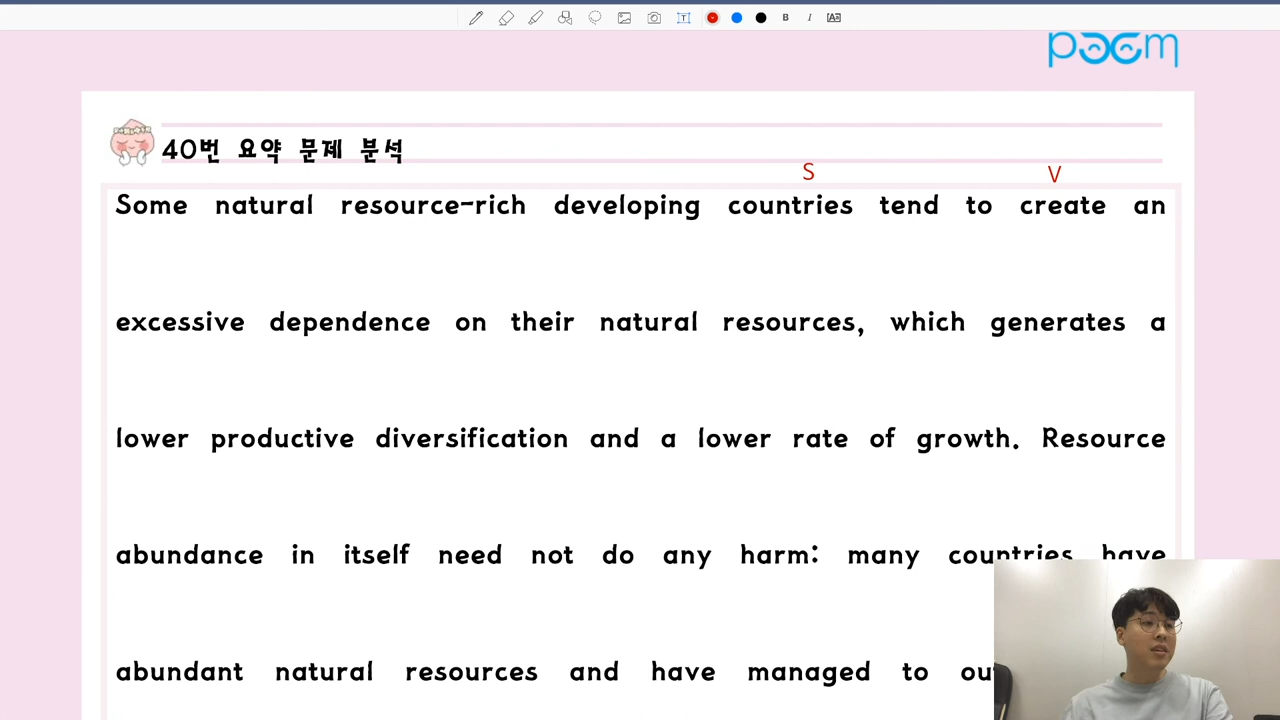 T B I A
poem
40번 요약 문제 분석
S V
Some natural resource-rich developing countries tend to create an
excessive dependence on their natural resources, which generates a
lower productive diversification and a lower rate of growth. Resource
abundance in itself need not do any harm: many countries have
abundant natural resources and have managed to